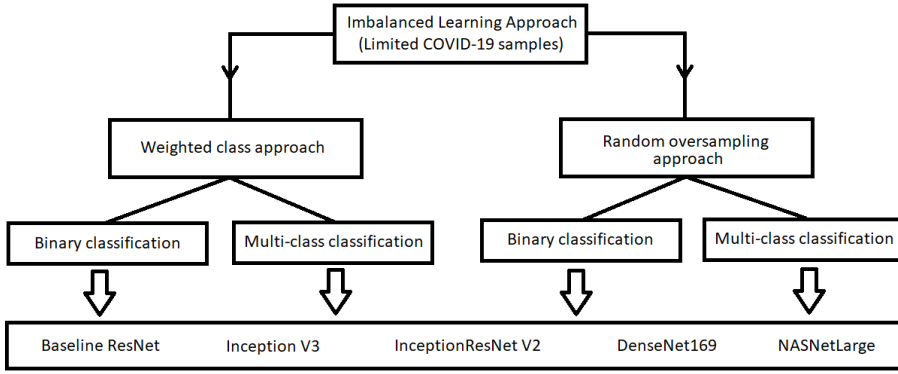 Imbalanced Learning Approach
(Limited COVID-19 samples)
Weighted class approach
Random oversampling
approach
Binary classification
Multi-class classification
Binary classification
Multi-class classification
Baseline ResNet
Inception V3
InceptionResNet V2
DenseNet169
NASNetLarge